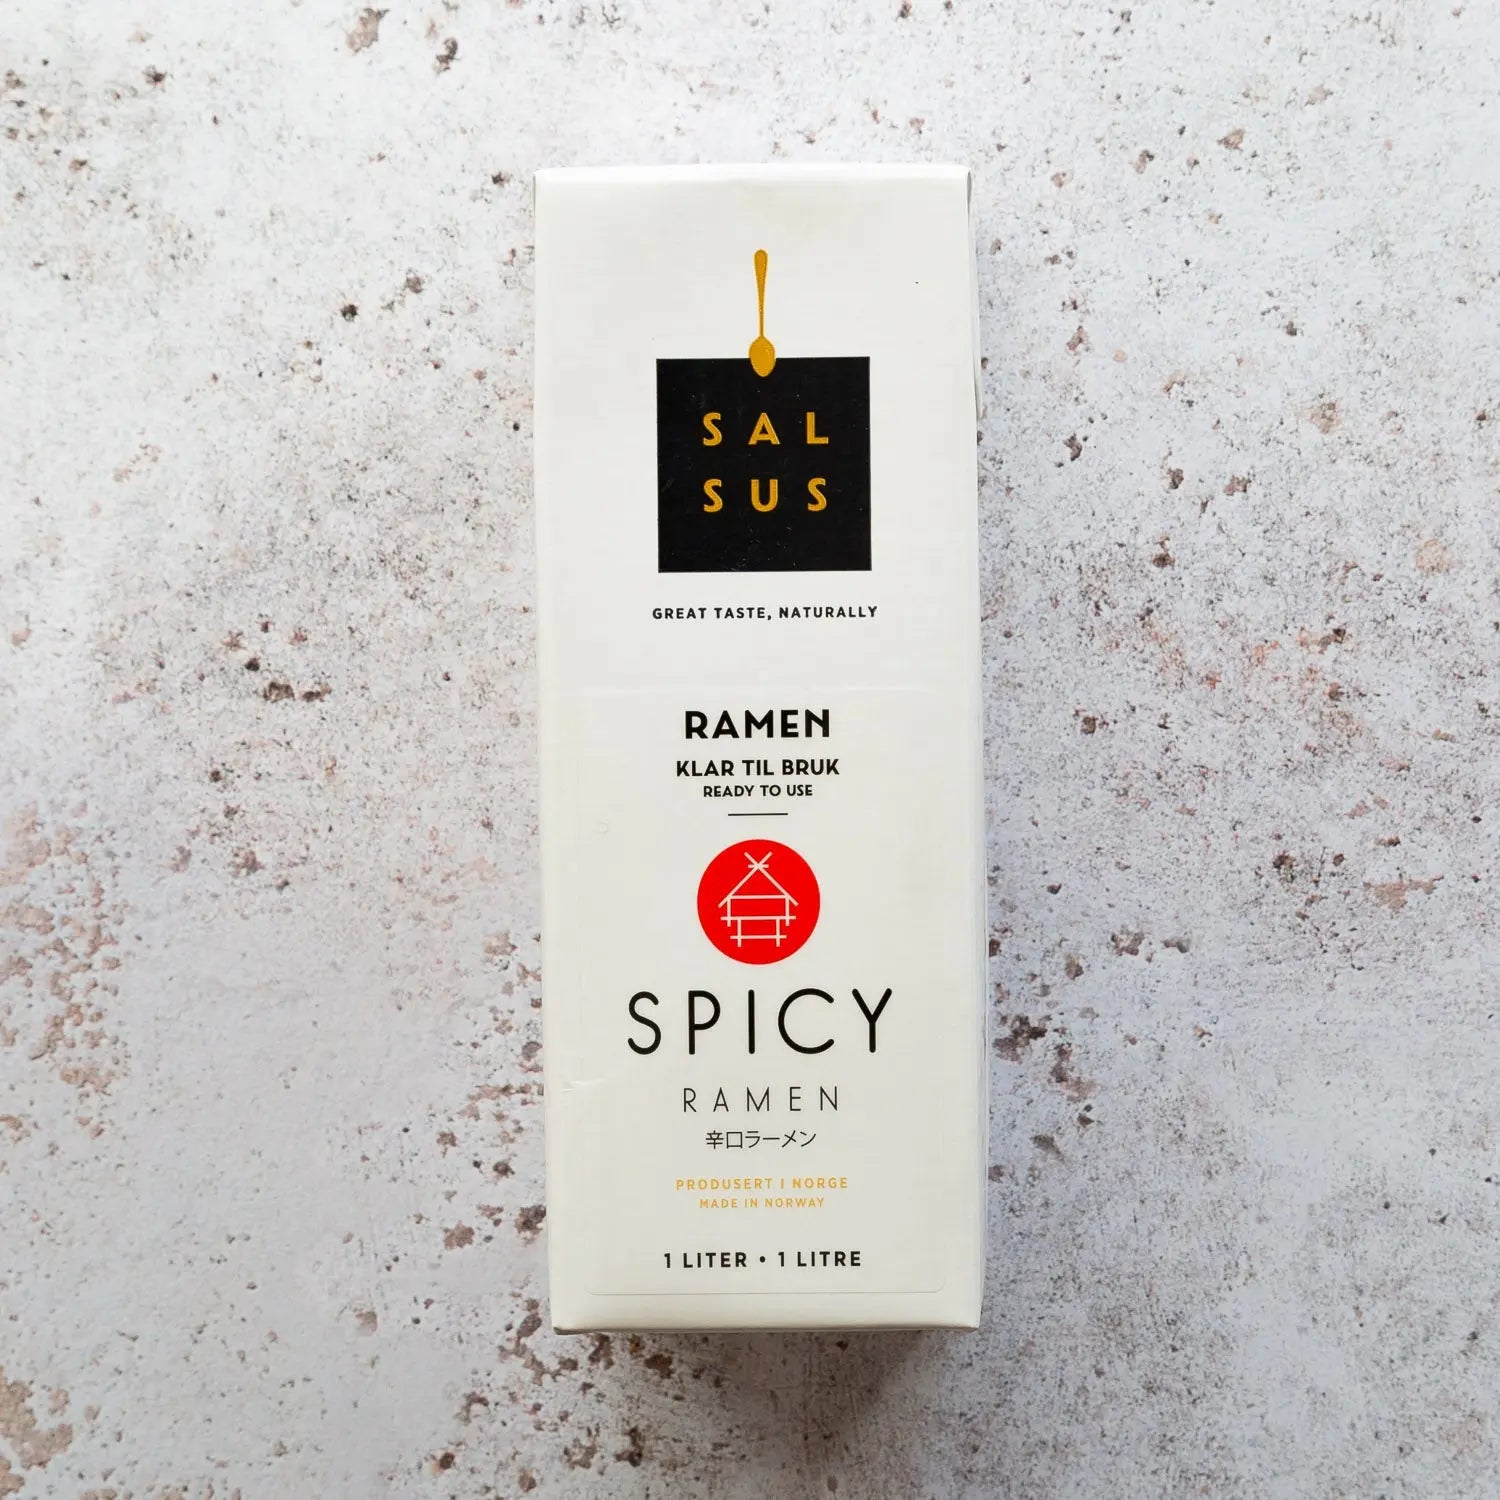 SAL
SUS
GREAT TASTE, NATURALLY
RAMEN
KLAR TIL BRUK
READY TO USE
SPICY
RAMEN
辛口ラーメン
PRODUSERT I NORGE
MADE IN NORWAY
1 LITER • 1 LITRE